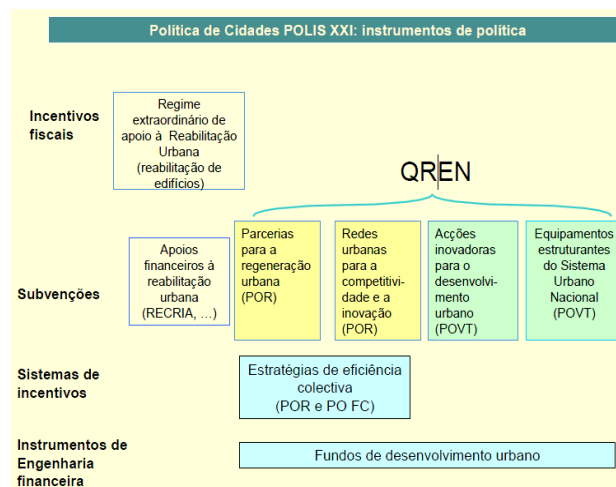 Política de Cidades POLIS XXI: instrumentos de política
Incentivos
fiscais
Regime
extraordinário de
apoio à Reabilitação
Urbana
(reabilitação de
edifícios)
QREN
Subvenções
Apoios
financeiros à
reabilitação
urbana
(RECRIA, ...)
Parcerias
para a
regeneração
urbana
(POR)
Redes
urbanas
para a
competitivi-
dade e a
inovação
(POR)
Acções
inovadoras
para o
desenvolvi-
mento
urbano
(POVT)
Equipamentos
estruturantes
do Sistema
Urbano
Nacional
(POVT)
Sistemas de
incentivos
Estratégias de eficiência
colectiva
(POR e PO FC)
Instrumentos de
Engenharia
financeira
Fundos de desenvolvimento urbano